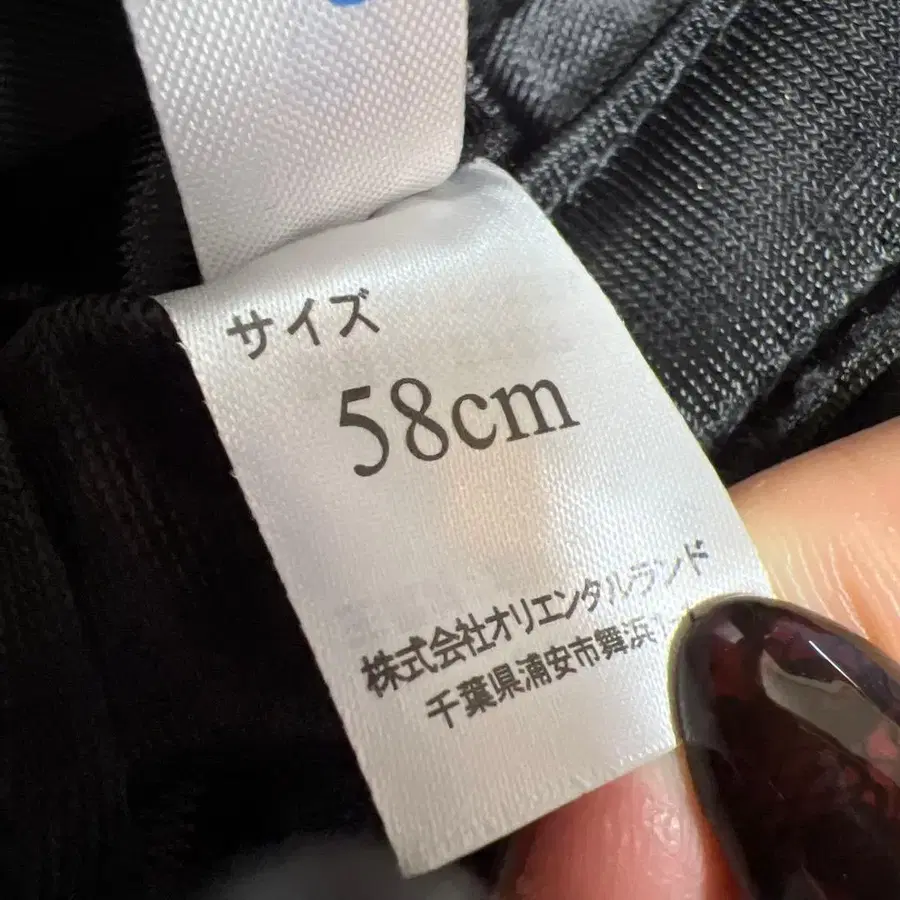 サイズ
58cm
株式会社オリエンタルランド
千葉県浦安市舞浜